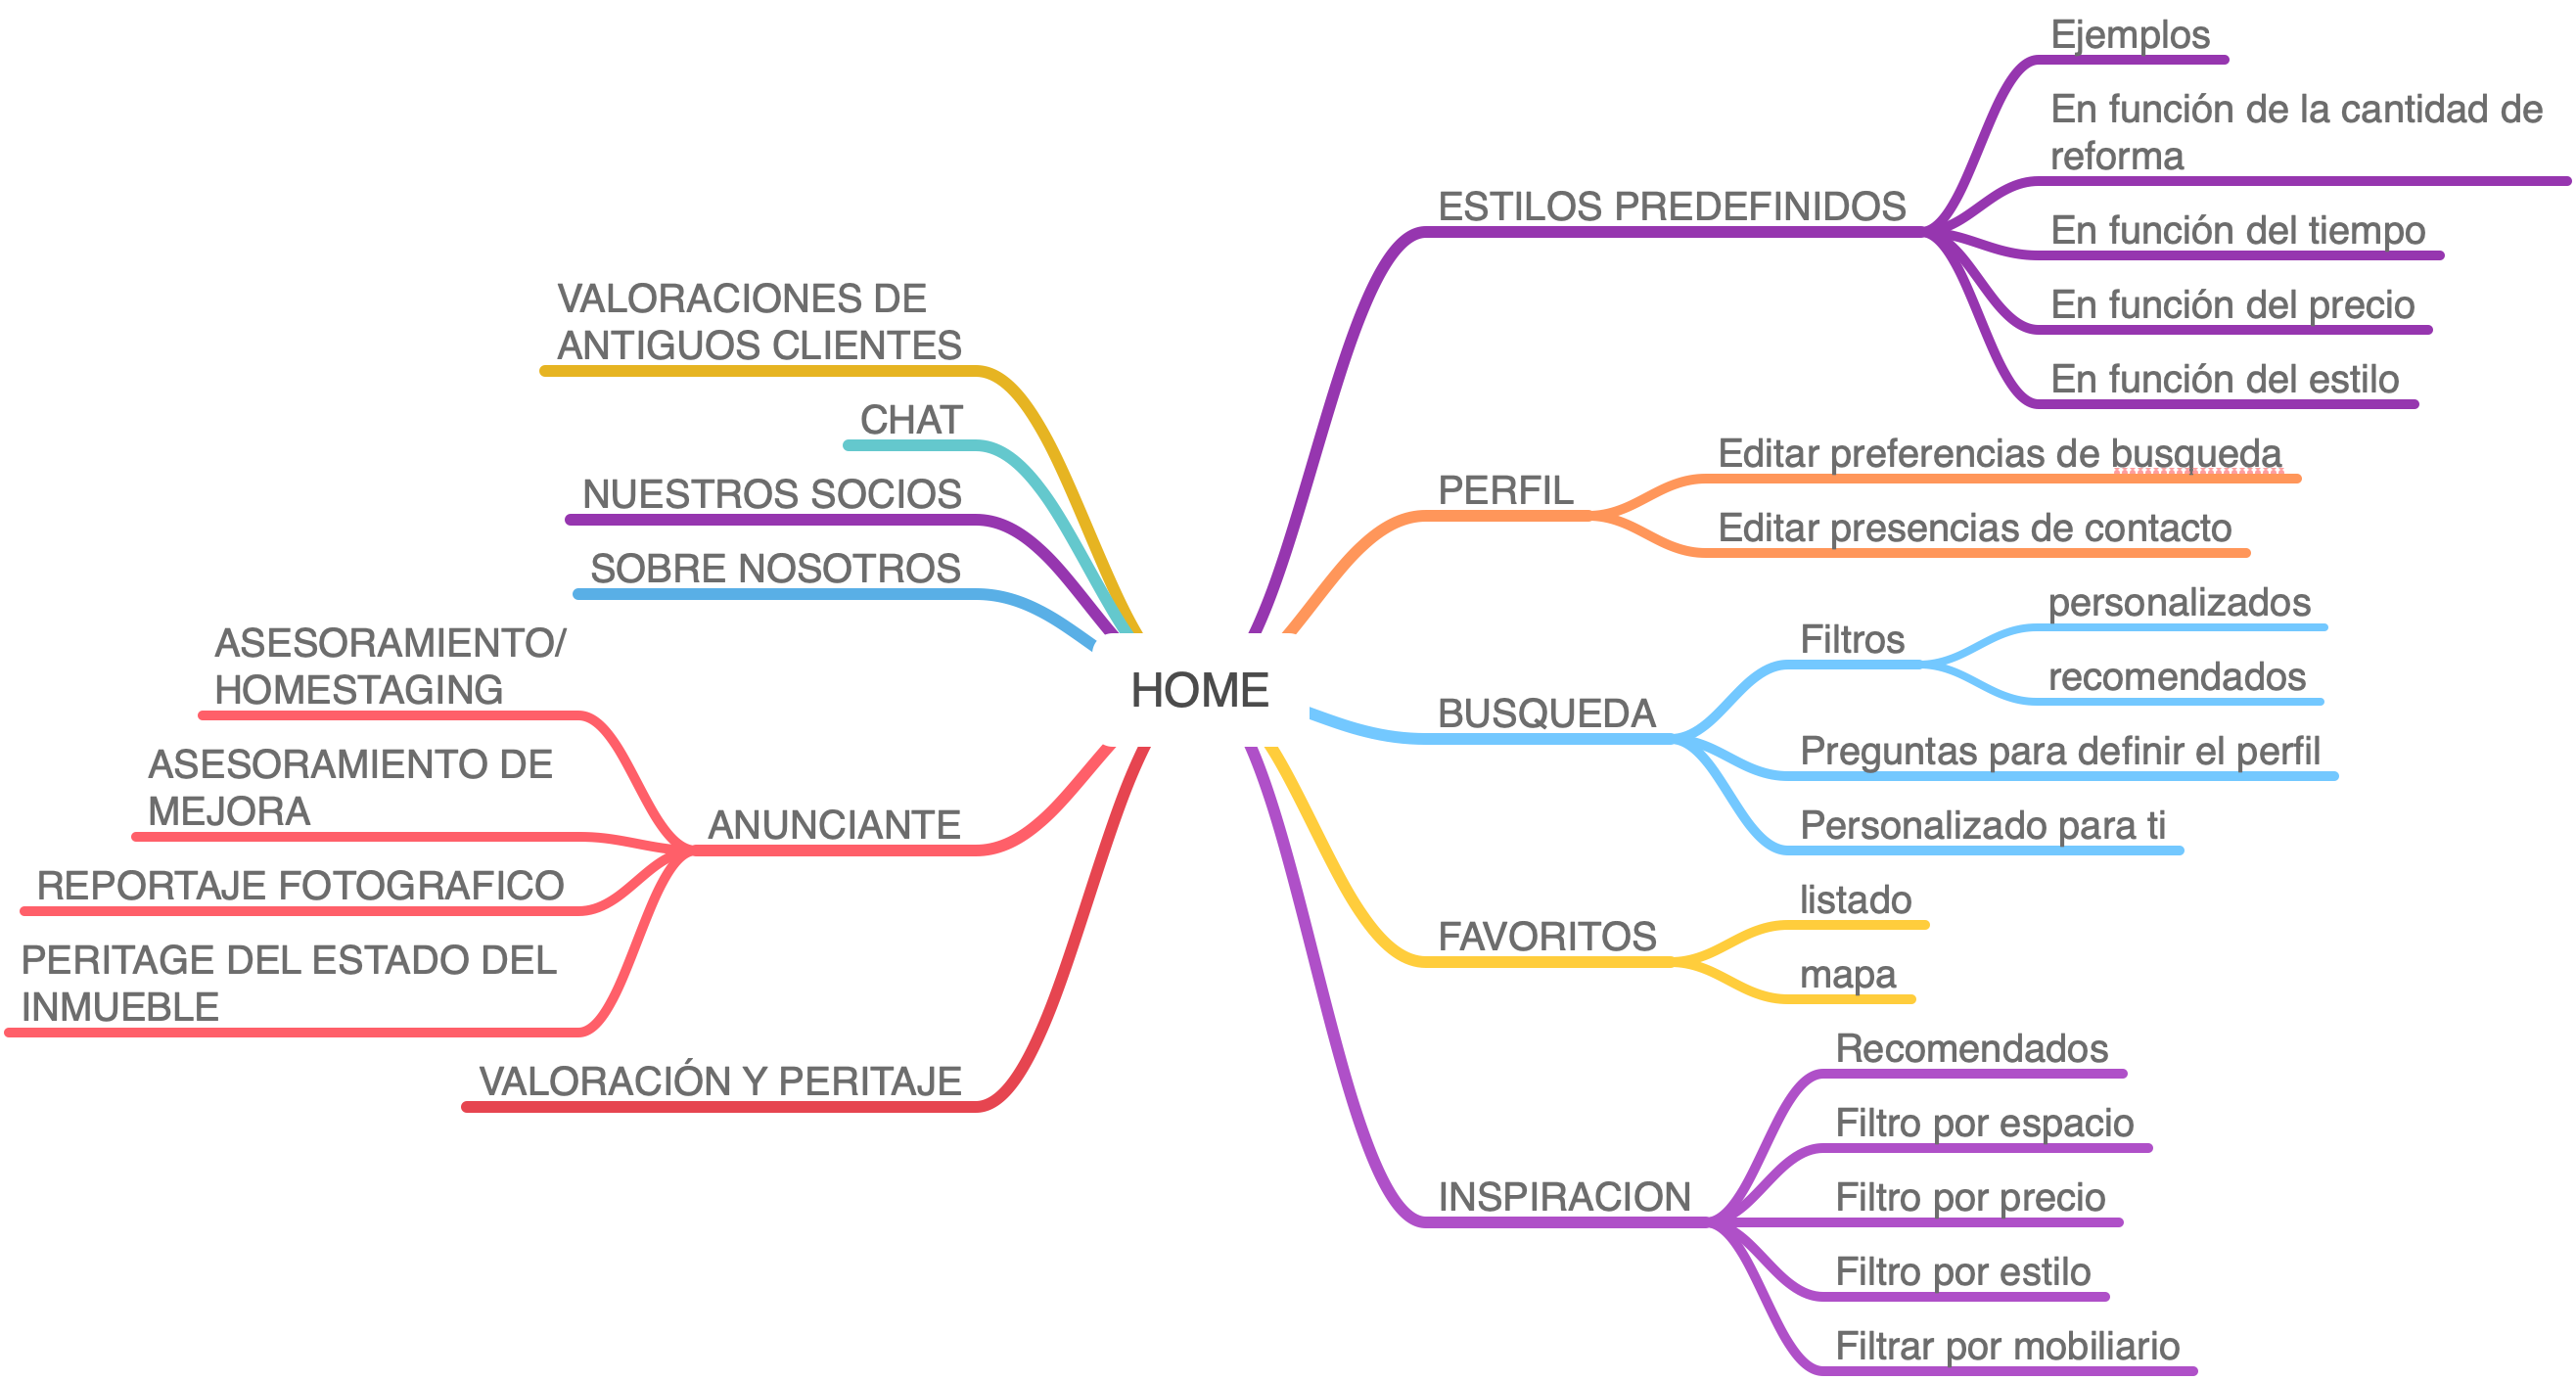 HOME
ESTILOS PREDEFINIDOS
Ejemplos
En función de la cantidad de
reforma
En función del tiempo
En función del precio
En función del estilo
PERFIL
Editar preferencias de busqueda
Editar presencias de contacto
BUSQUEDA
Filtros
personalizados
recomendados
Preguntas para definir el perfil
Personalizado para ti
FAVORITOS
listado
mapa
INSPIRACION
Recomendados
Filtro por espacio
Filtro por precio
Filtro por estilo
Filtrar por mobiliario
VALORACIONES DE
ANTIGUOS CLIENTES
CHAT
NUESTROS SOCIOS
SOBRE NOSOTROS
ANUNCIANTE
ASESORAMIENTO/
HOMESTAGING
ASESORAMIENTO DE
MEJORA
REPORTAJE FOTOGRAFICO
PERITAGE DEL ESTADO DEL
INMUEBLE
VALORACIÓN Y PERITAJE